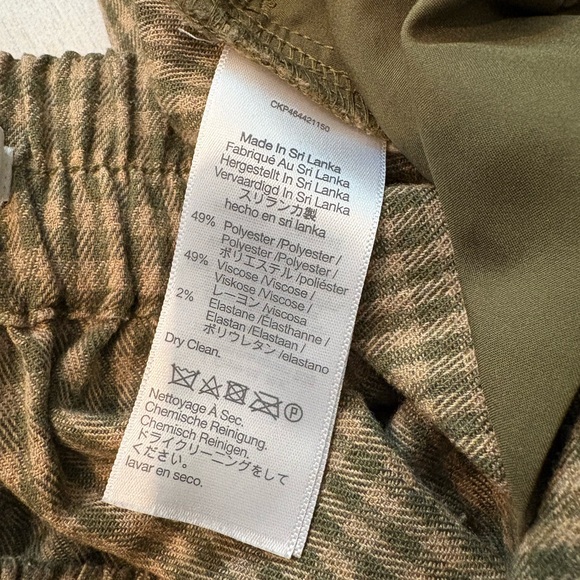 CKP484421150
Made In Sri Lanka
Fabriqué Au Sri Lanka
Hergestellt In Sri Lanka
Vervaardigd In Sri Lanka
スリランカ製
hecho en sri lanka
49% Polyester /Polyester/
Polyester /Polyester/
ポリエステル /poliéster
49% Viscose /Viscose/
Viskose /Viscose /
レーヨン /viscosa
2% Elastane /Élasthanne /
Elastan /Elastaan /
ポリウレタン /elastano
Dry Clean.
P
Nettoyage À Sec.
Chemische Reinigung.
Chemisch Reinigen.
ドライクリーニングをして
ください。
lavar en seco.